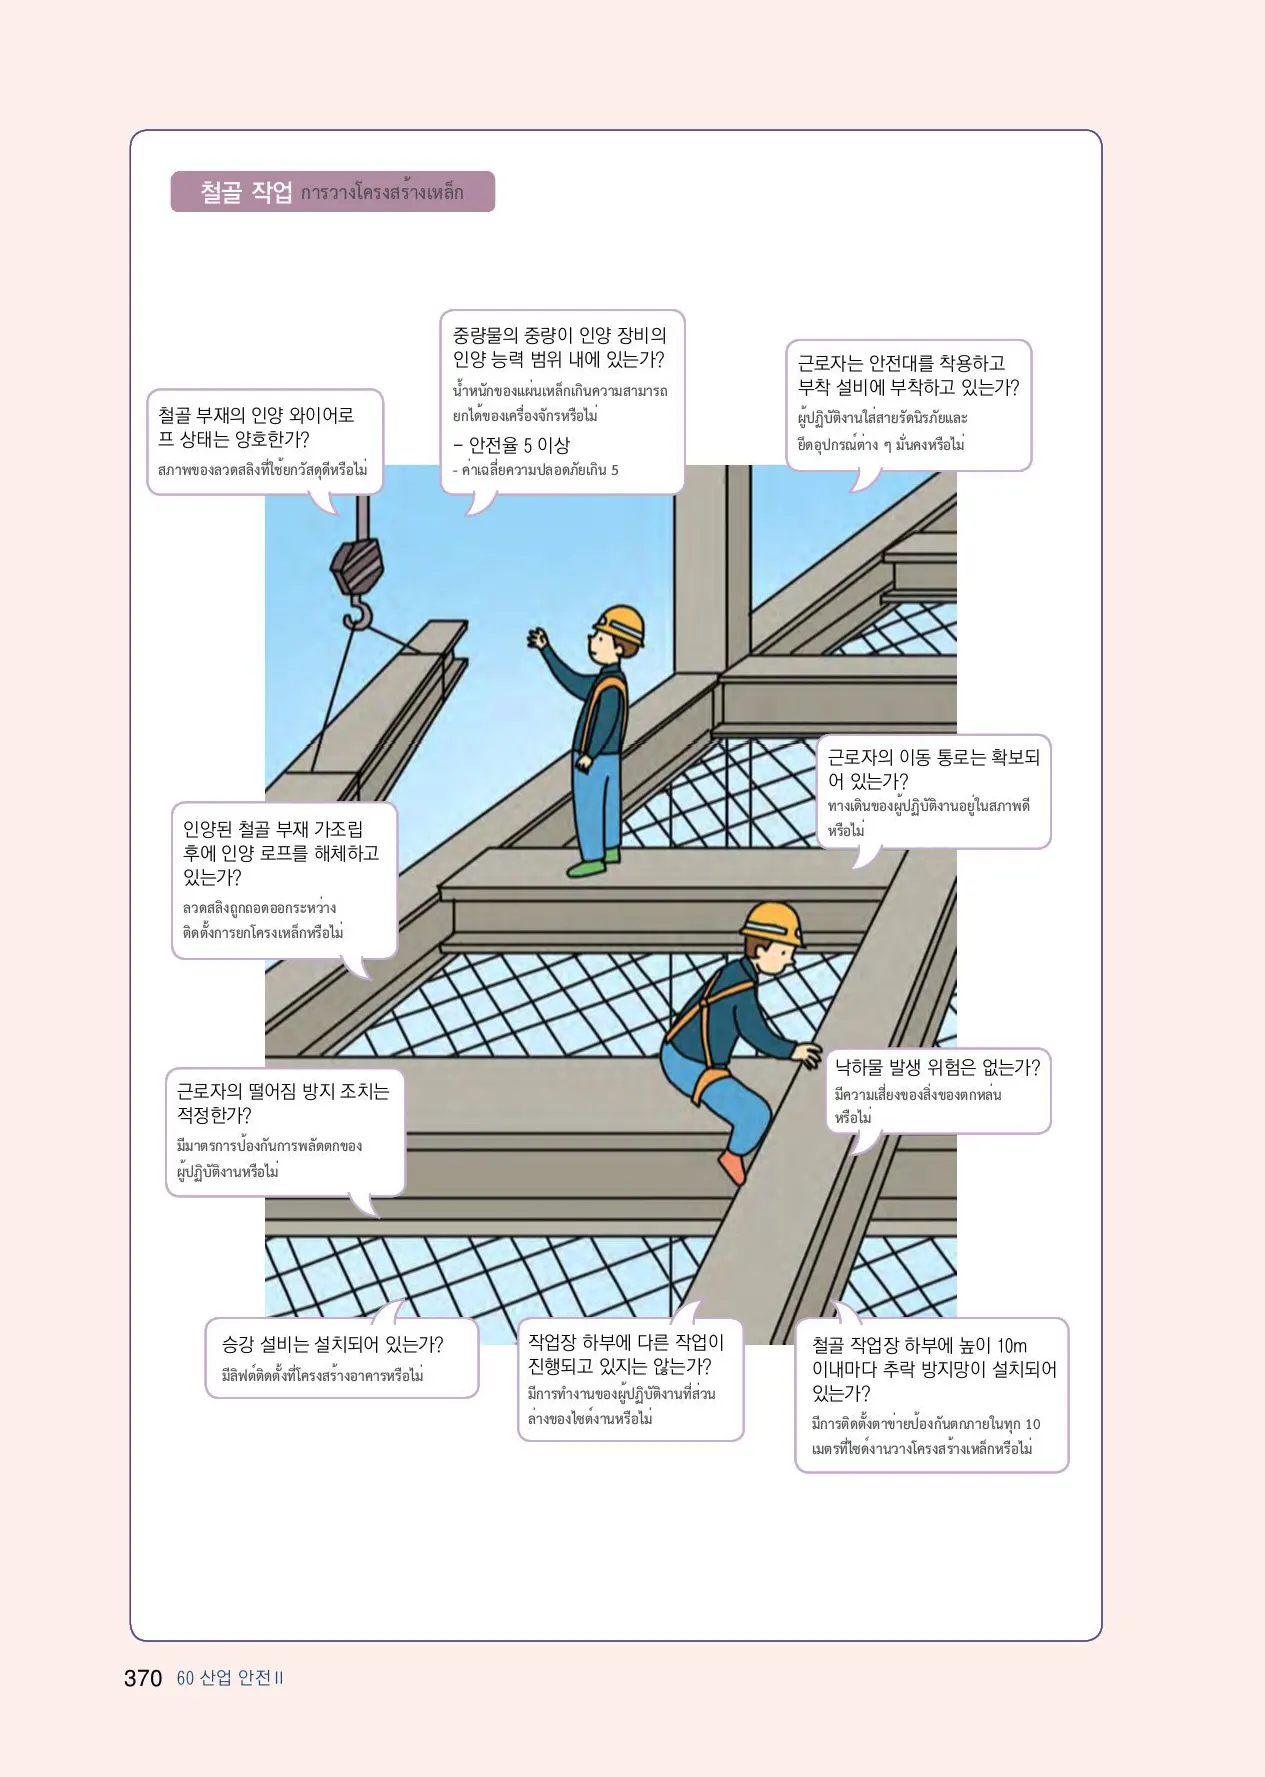 철골 작업 การวางโครงสร้างเหล็ก
중량물의 중량이 인양 장비의
인양 능력 범위 내에 있는가?
น้ำหนักของแผ่นเหล็กเกินความสามารถ
ยกได้ของเครื่องจักรหรือไม่
- 안전율 5 이상
- ค่าเฉลี่ยความปลอดภัยเกิน 5
근로자는 안전대를 착용하고
부착 설비에 부착하고 있는가?
ผู้ปฏิบัติงานใส่สายรัดนิรภัยและ
ยึดอุปกรณ์ต่าง ๆ มั่นคงหรือไม่
철골 부재의 인양 와이어로
프 상태는 양호한가?
สภาพของลวดสลิงที่ใช้ยกวัสดุดีหรือไม่
근로자의 이동 통로는 확보되
어 있는가?
ทางเดินของผู้ปฏิบัติงานอยู่ในสภาพดี
หรือไม่
인양된 철골 부재 가조립
후에 인양 로프를 해체하고
있는가?
ลวดสลิงถูกถอดออกระหว่าง
ติดตั้งการยกโครงเหล็กหรือไม่
낙하물 발생 위험은 없는가?
มีความเสี่ยงของสิ่งของตกหล่น
หรือไม่
근로자의 떨어짐 방지 조치는
적정한가?
มีมาตรการป้องกันการพลัดตกของ
ผู้ปฏิบัติงานหรือไม่
승강 설비는 설치되어 있는가?
มีลิฟต์ติดตั้งที่โครงสร้างอาคารหรือไม่
작업장 하부에 다른 작업이
진행되고 있지는 않는가?
มีการทำงานของผู้ปฏิบัติงานที่ส่วน
ล่างของไซต์งานหรือไม่
철골 작업장 하부에 높이 10m
이내마다 추락 방지망이 설치되어
있는가?
มีการติดตั้งตาข่ายป้องกันตกภายในทุก 10
เมตรที่ไซต์งานวางโครงสร้างเหล็กหรือไม่
370 60 산업 안전Ⅱ